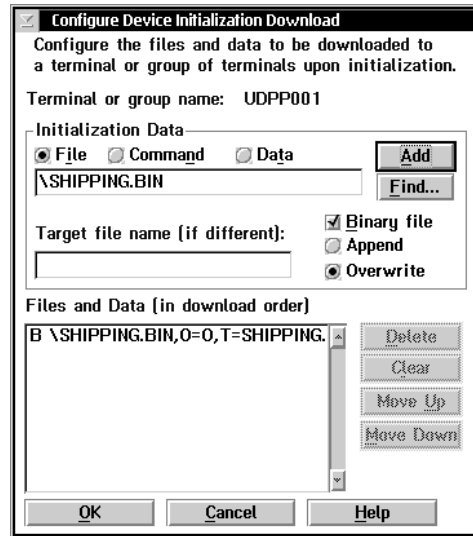 Configure Device Initialization Download
Configure the files and data to be downloaded to
a terminal or group of terminals upon initialization.
Terminal or group name: UDPP001
Initialization Data
File Command Data
Add
\SHIPPING.BIN
Find...
Binary file
Target file name (if different):
Append
Overwrite
Files and Data (in download order)
B \SHIPPING.BIN,O=O,T=SHIPPING.
Delete
Clear
Move Up
Move Down
OK Cancel Help